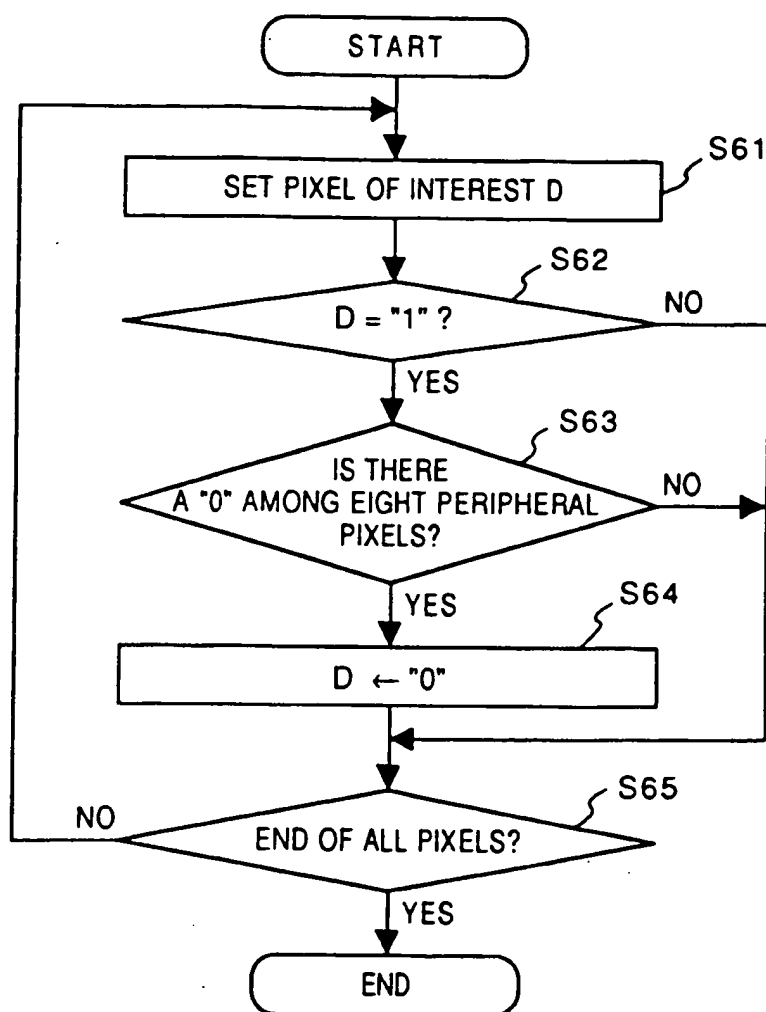 START
S61
SET PIXEL OF INTEREST D
S62
D = "1" ?
NO
YES
S63
IS THERE
A "0" AMONG EIGHT PERIPHERAL
PIXELS?
NO
YES
S64
D ← "0"
S65
NO
END OF ALL PIXELS?
YES
END